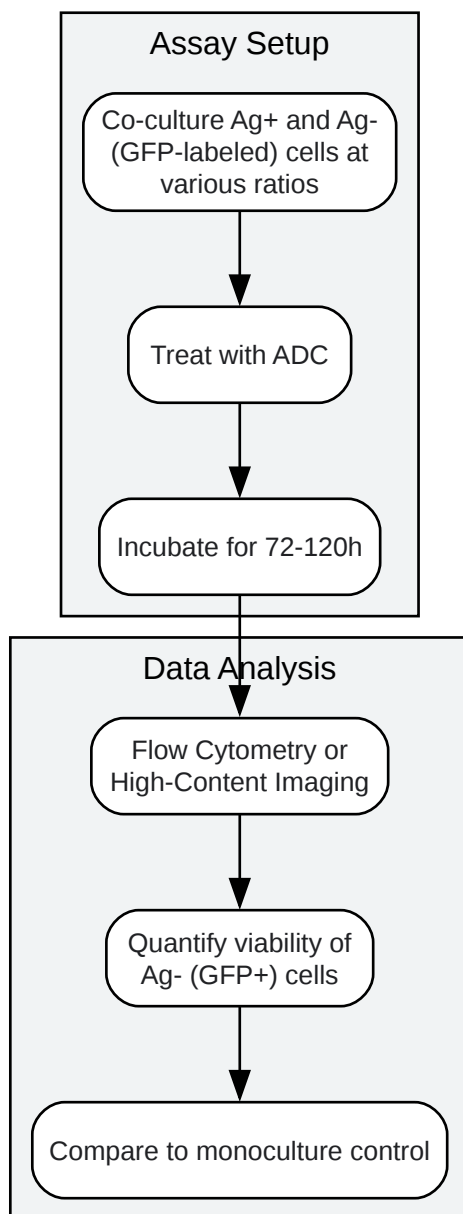 Assay Setup
Co-culture Ag+ and Ag-
(GFP-labeled) cells at
various ratios
Treat with ADC
Incubate for 72-120h
Data Analysis
Flow Cytometry or
High-Content Imaging
Quantify viability of
Ag- (GFP+) cells
Compare to monoculture control